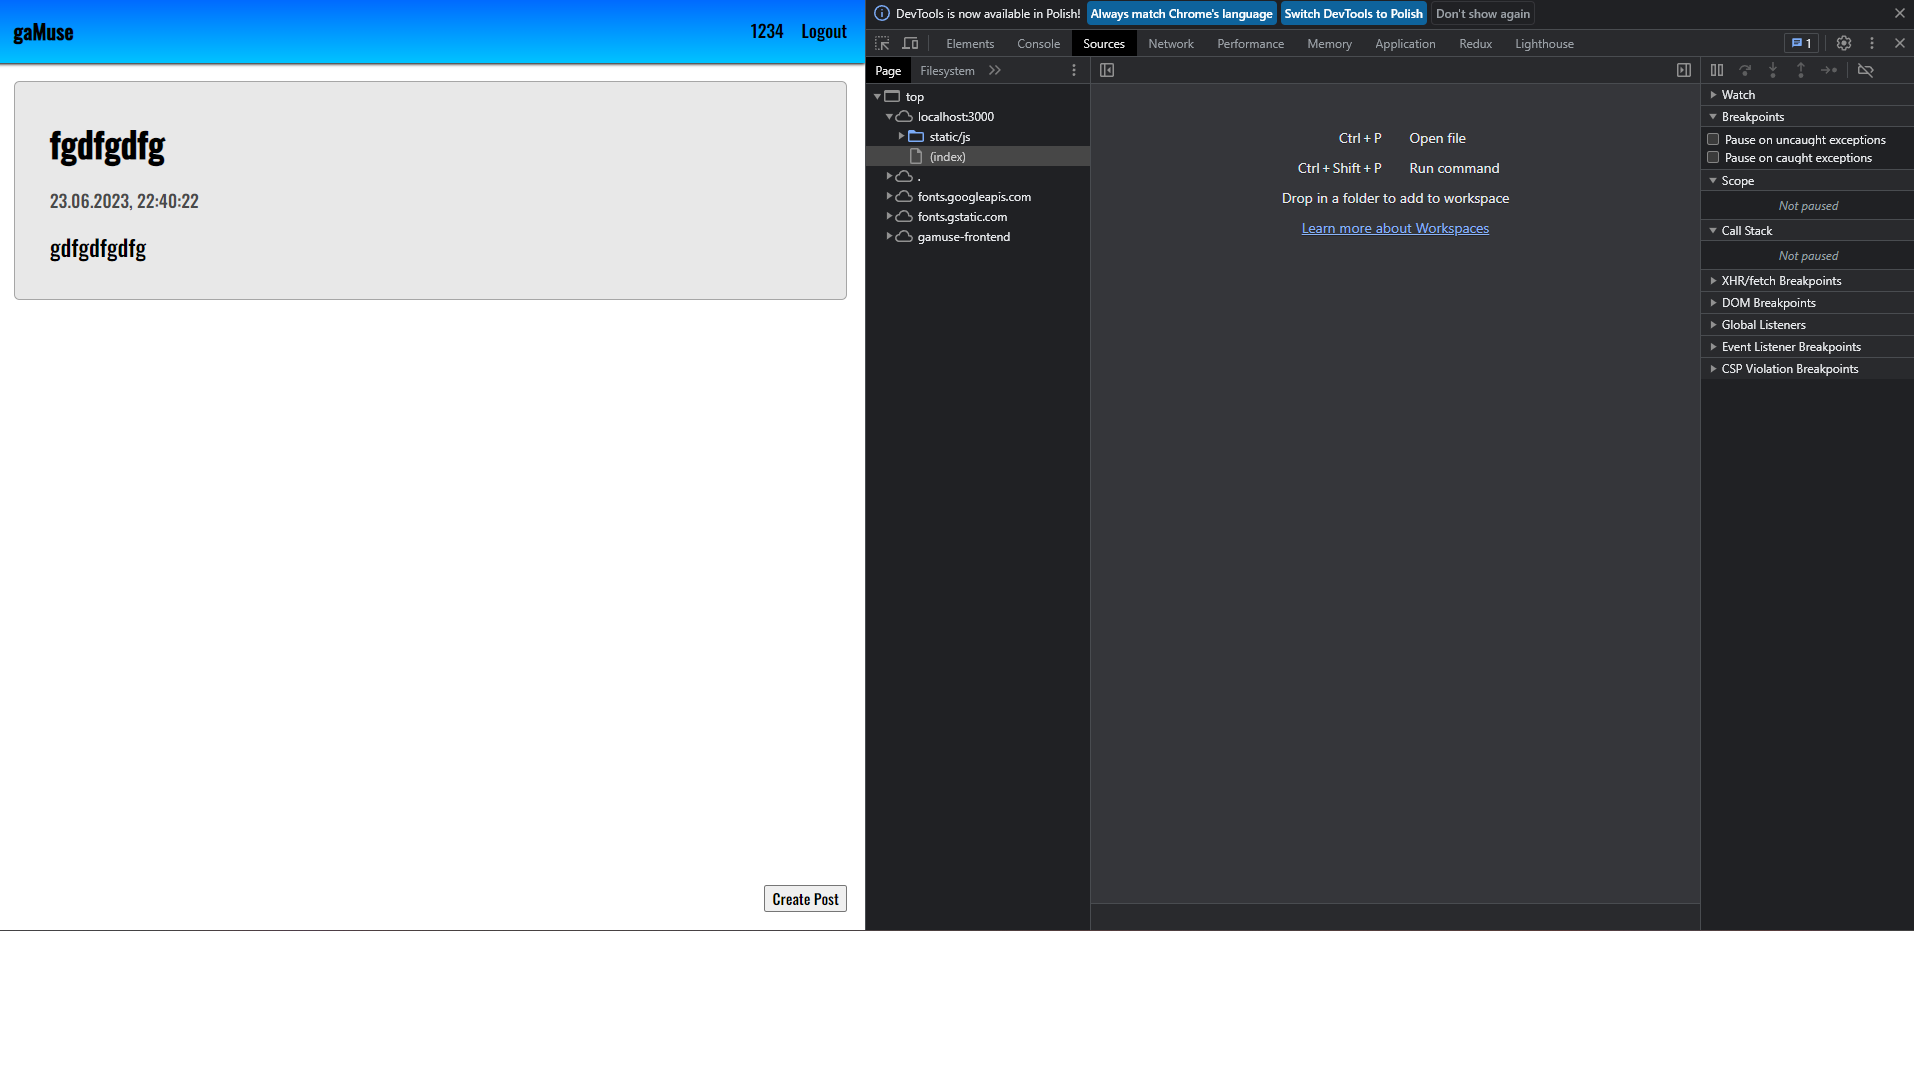 gaMuse
1234 Logout
fgdfgdfg
23.06.2023, 22:40:22
gdfgdfgdfg
Create Post
DevTools is now available in Polish! Always match Chrome's language Switch DevTools to Polish Don't show again
Elements Console Sources Network Performance Memory Application Redux Lighthouse 1
Page Filesystem
top
localhost:3000
static/js
(index)
.
fonts.googleapis.com
fonts.gstatic.com
gamuse-frontend
Ctrl + P Open file
Ctrl + Shift + P Run command
Drop in a folder to add to workspace
Learn more about Workspaces
Watch
Breakpoints
Pause on uncaught exceptions
Pause on caught exceptions
Scope
Not paused
Call Stack
Not paused
XHR/fetch Breakpoints
DOM Breakpoints
Global Listeners
Event Listener Breakpoints
CSP Violation Breakpoints